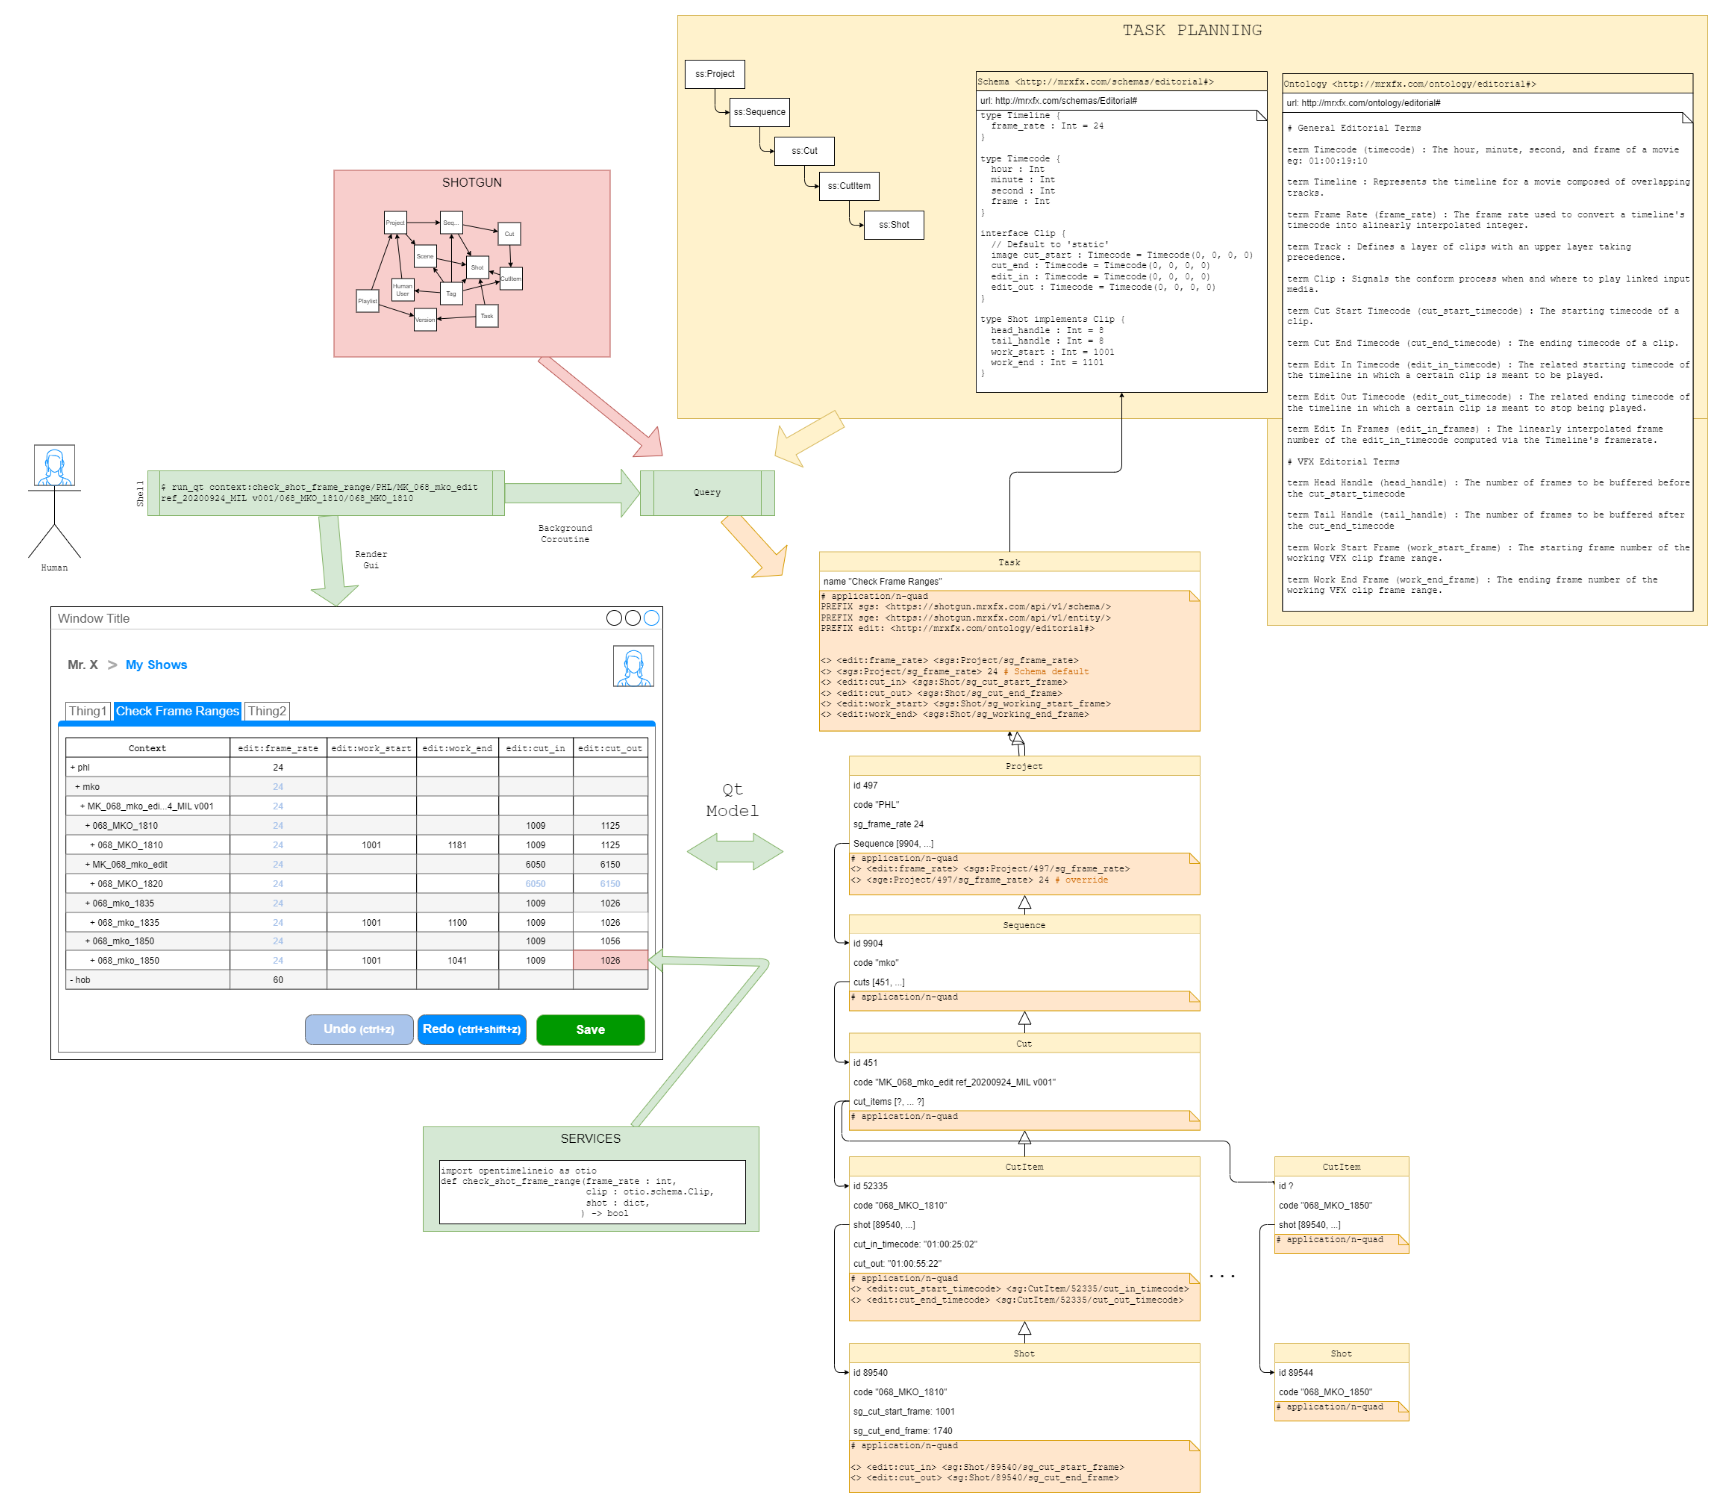 TASK PLANNING
ss:Project
ss:Sequence
ss:Cut
ss:CutItem
ss:Shot
Schema <http://mrxfx.com/schemas/editorial#>
url: http://mrxfx.com/schemas/Editorial#
type Timeline {
frame_rate : Int = 24
}
type Timecode {
hour : Int
minute : Int
second : Int
frame : Int
}
interface Clip {
// Default to 'static'
image cut_start : Timecode = Timecode(0, 0, 0, 0)
cut_end : Timecode = Timecode(0, 0, 0, 0)
edit_in : Timecode = Timecode(0, 0, 0, 0)
edit_out : Timecode = Timecode(0, 0, 0, 0)
}
type Shot implements Clip {
head_handle : Int = 8
tail_handle : Int = 8
work_start : Int = 1001
work_end : Int = 1101
}
Ontology <http://mrxfx.com/ontology/editorial#>
url: http://mrxfx.com/ontology/editorial#
# General Editorial Terms
term Timecode (timecode) : The hour, minute, second, and frame of a movie
eg: 01:00:19:10
term Timeline : Represents the timeline for a movie composed of overlapping
tracks.
term Frame Rate (frame_rate) : The frame rate used to convert a timeline's
timecode into alinearly interpolated integer.
term Track : Defines a layer of clips with an upper layer taking
precedence.
term Clip : Signals the conform process when and where to play linked input
media.
term Cut Start Timecode (cut_start_timecode) : The starting timecode of a
clip.
term Cut End Timecode (cut_end_timecode) : The ending timecode of a clip.
term Edit In Timecode (edit_in_timecode) : The related starting timecode of
the timeline in which a certain clip is meant to be played.
term Edit Out Timecode (edit_out_timecode) : The related ending timecode of
the timeline in which a certain clip is meant to stop being played.
term Edit In Frames (edit_in_frames) : The linearly interpolated frame
number of the edit_in_timecode computed via the Timeline's framerate.
# VFX Editorial Terms
term Head Handle (head_handle) : The number of frames to be buffered before
the cut_start_timecode
term Tail Handle (tail_handle) : The number of frames to be buffered after
the cut_end_timecode
term Work Start Frame (work_start_frame) : The starting frame number of the
working VFX clip frame range.
term Work End Frame (work_end_frame) : The ending frame number of the
working VFX clip frame range.
SHOTGUN
Project
Seq...
Cut
Scene
Shot
CutItem
Human
User
Tag
Playlist
Version
Task
Human
Shell
$ run_qt context:check_shot_frame_range/PHL/MK_068_mko_edit
ref_20200924_MIL v001/068_MKO_1810/068_MKO_1810
Background
Coroutine
Query
Render
Gui
Window Title
Mr. X > My Shows
Thing1 Check Frame Ranges Thing2
Context edit:frame_rate edit:work_start edit:work_end edit:cut_in edit:cut_out
+ phl 24
+ mko 24
+ MK_068_mko_edi...4_MIL v001 24
+ 068_MKO_1810 24 1009 1125
+ 068_MKO_1810 24 1001 1181 1009 1125
+ MK_068_mko_edit 24 6050 6150
+ 068_MKO_1820 24 6050 6150
+ 068_mko_1835 24 1009 1026
+ 068_mko_1835 24 1001 1100 1009 1026
+ 068_mko_1850 24 1009 1056
+ 068_mko_1850 24 1001 1041 1009 1026
- hob 60
Undo (ctrl+z) Redo (ctrl+shift+z) Save
Qt
Model
SERVICES
import opentimelineio as otio
def check_shot_frame_range(frame_rate : int,
clip : otio.schema.Clip,
shot : dict,
) -> bool
Task
name "Check Frame Ranges"
# application/n-quad
PREFIX sgs: <https://shotgun.mrxfx.com/api/v1/schema/>
PREFIX sge: <https://shotgun.mrxfx.com/api/v1/entity/>
PREFIX edit: <http://mrxfx.com/ontology/editorial#>
<> <edit:frame_rate> <sgs:Project/sg_frame_rate>
<> <sgs:Project/sg_frame_rate> 24 # Schema default
<> <edit:cut_in> <sgs:Shot/sg_cut_start_frame>
<> <edit:cut_out> <sgs:Shot/sg_cut_end_frame>
<> <edit:work_start> <sgs:Shot/sg_working_start_frame>
<> <edit:work_end> <sgs:Shot/sg_working_end_frame>
Project
id 497
code "PHL"
sg_frame_rate 24
Sequence [9904, ...]
# application/n-quad
<> <edit:frame_rate> <sgs:Project/497/sg_frame_rate>
<> <sge:Project/497/sg_frame_rate> 24 # override
Sequence
id 9904
code "mko"
cuts [451, ...]
# application/n-quad
Cut
id 451
code "MK_068_mko_edit ref_20200924_MIL v001"
cut_items [?, ... ?]
# application/n-quad
CutItem
id 52335
code "068_MKO_1810"
shot [89540, ...]
cut_in_timecode: "01:00:25:02"
cut_out: "01:00:55:22"
# application/n-quad
<> <edit:cut_start_timecode> <sg:CutItem/52335/cut_in_timecode>
<> <edit:cut_end_timecode> <sg:CutItem/52335/cut_out_timecode>
...
CutItem
id ?
code "068_MKO_1850"
shot [89540, ...]
# application/n-quad
Shot
id 89540
code "068_MKO_1810"
sg_cut_start_frame: 1001
sg_cut_end_frame: 1740
# application/n-quad
<> <edit:cut_in> <sg:Shot/89540/sg_cut_start_frame>
<> <edit:cut_out> <sg:Shot/89540/sg_cut_end_frame>
Shot
id 89544
code "068_MKO_1850"
# application/n-quad